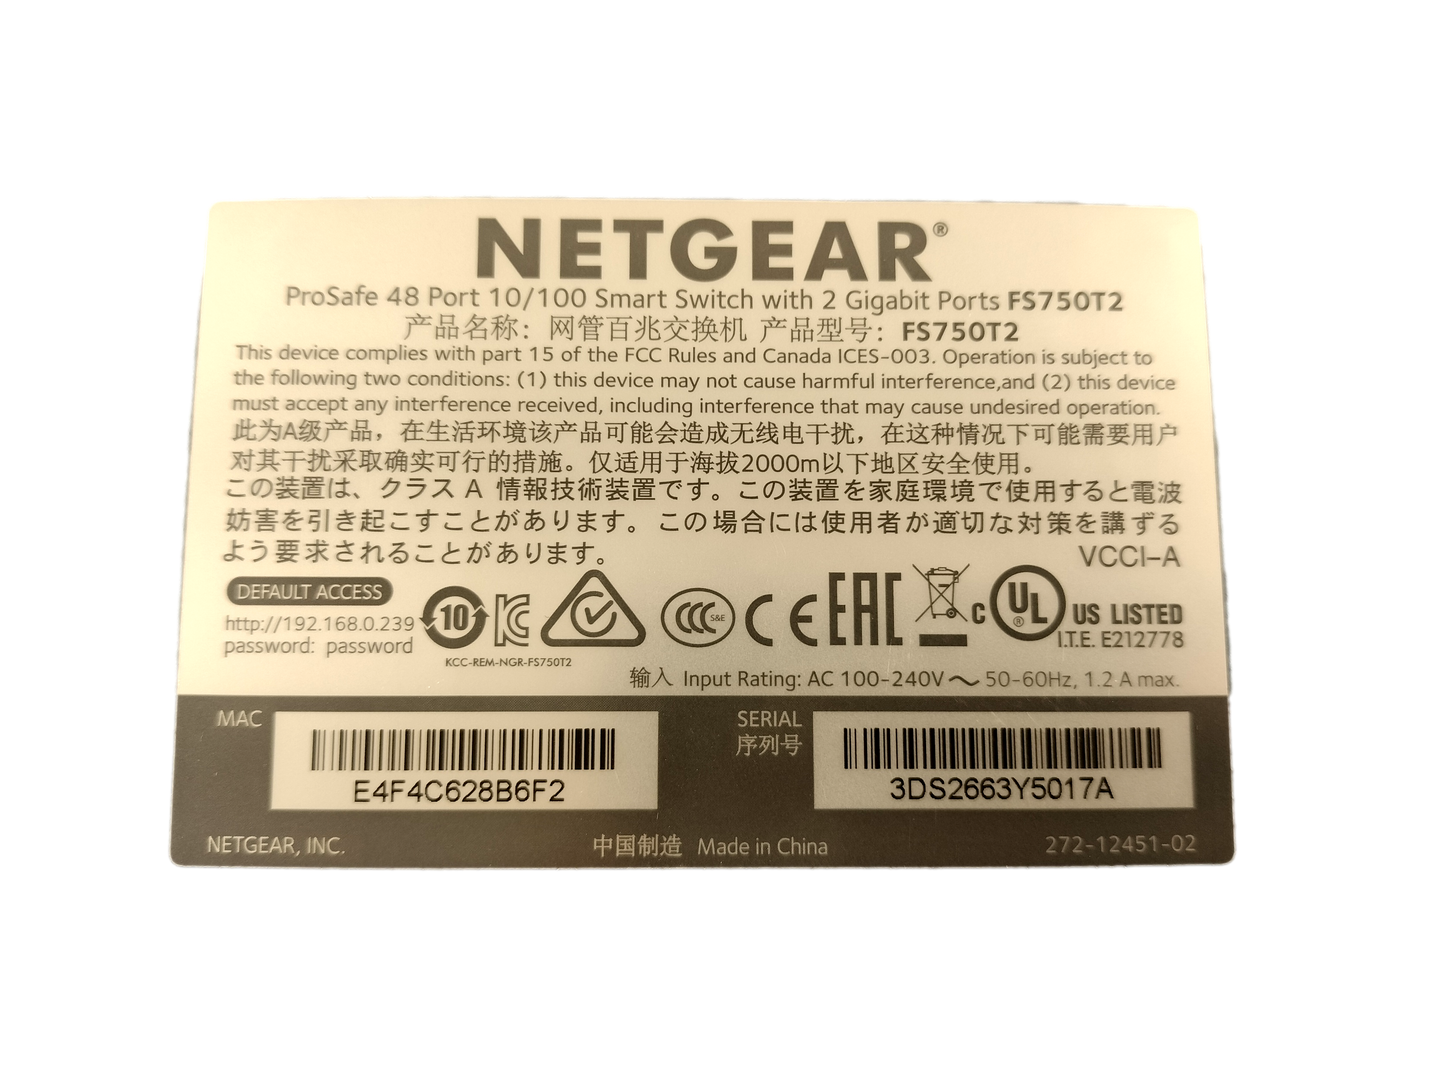 NETGEAR®
ProSafe 48 Port 10/100 Smart Switch with 2 Gigabit Ports FS750T2
产品名称：网管百兆交换机 产品型号：FS750T2
This device complies with part 15 of the FCC Rules and Canada ICES-003. Operation is subject to
the following two conditions: (1) this device may not cause harmful interference,and (2) this device
must accept any interference received, including interference that may cause undesired operation.
此为A级产品，在生活环境该产品可能会造成无线电干扰，在这种情况下可能需要用户
对其干扰采取确实可行的措施。仅适用于海拔2000m以下地区安全使用。
この装置は、クラス A 情報技術装置です。この装置を家庭環境で使用すると電波
妨害を引き起こすことがあります。この場合には使用者が適切な対策を講ずる
よう要求されることがあります。 VCCI-A
DEFAULT ACCESS
http://192.168.0.239
password: password
10
KC
KCC-REM-NGR-FS750T2
CCC S&E
CE
EAC
c UL® US LISTED
I.T.E. E212778
输入 Input Rating: AC 100-240V ~ 50-60Hz, 1.2 A max.
MAC
E4F4C628B6F2
SERIAL
序列号
3DS2663Y5017A
NETGEAR, INC. 中国制造 Made in China 272-12451-02